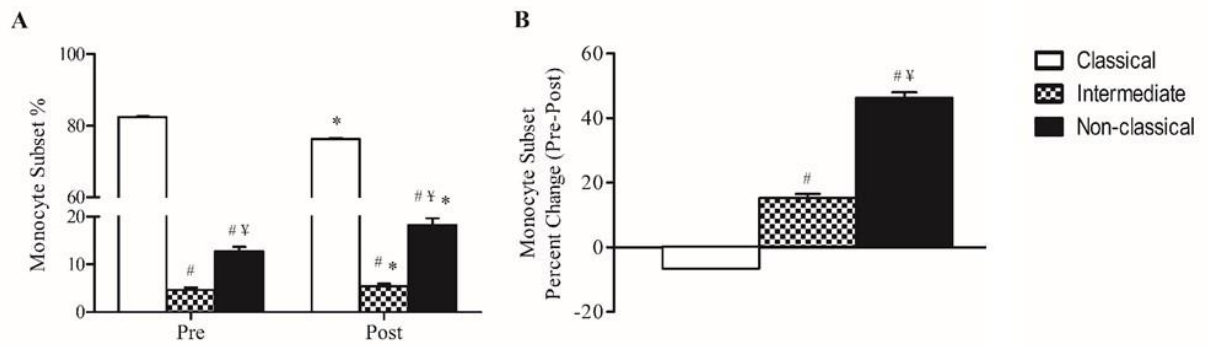 A
Monocyte Subset %
100
80
60
20
10
0
# 
# ¥
*
# *
# ¥ *
Pre
Post
B
Monocyte Subset
Percent Change (Pre-Post)
60
40
20
0
-20
#
# ¥
Classical
Intermediate
Non-classical